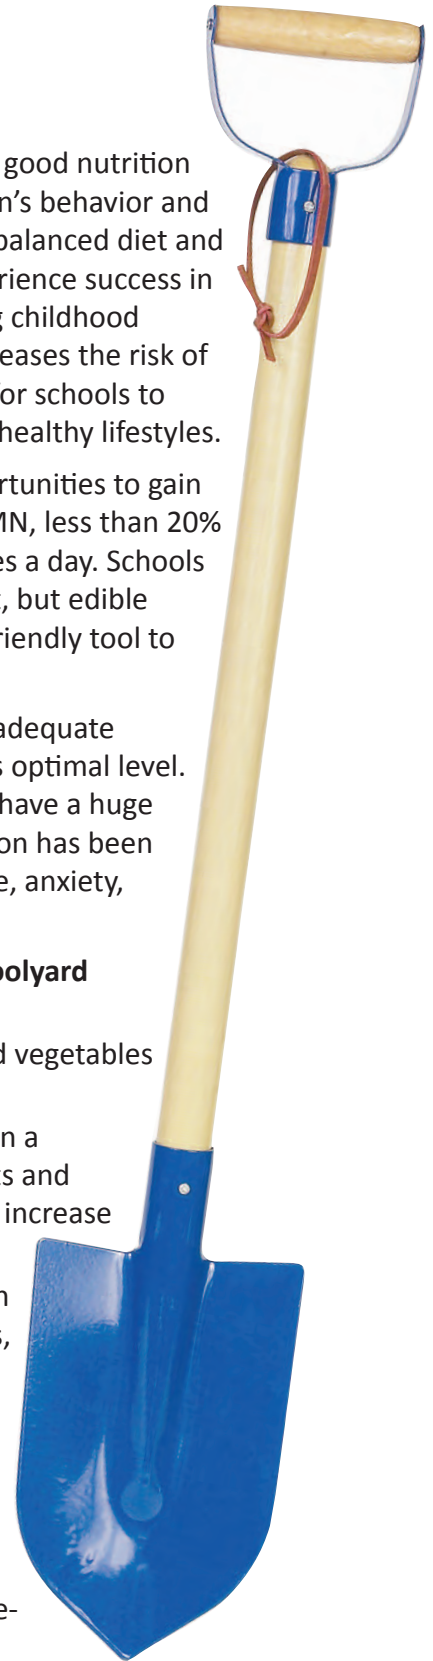 good nutrition
n’s behavior and
balanced diet and
rience success in
g childhood
eases the risk of
or schools to
healthy lifestyles.
rtunities to gain
MN, less than 20%
es a day. Schools
, but edible
riendly tool to
adequate
s optimal level.
have a huge
on has been
e, anxiety,
oolyard
d vegetables
n a
ts and
increase
n
s,
e-